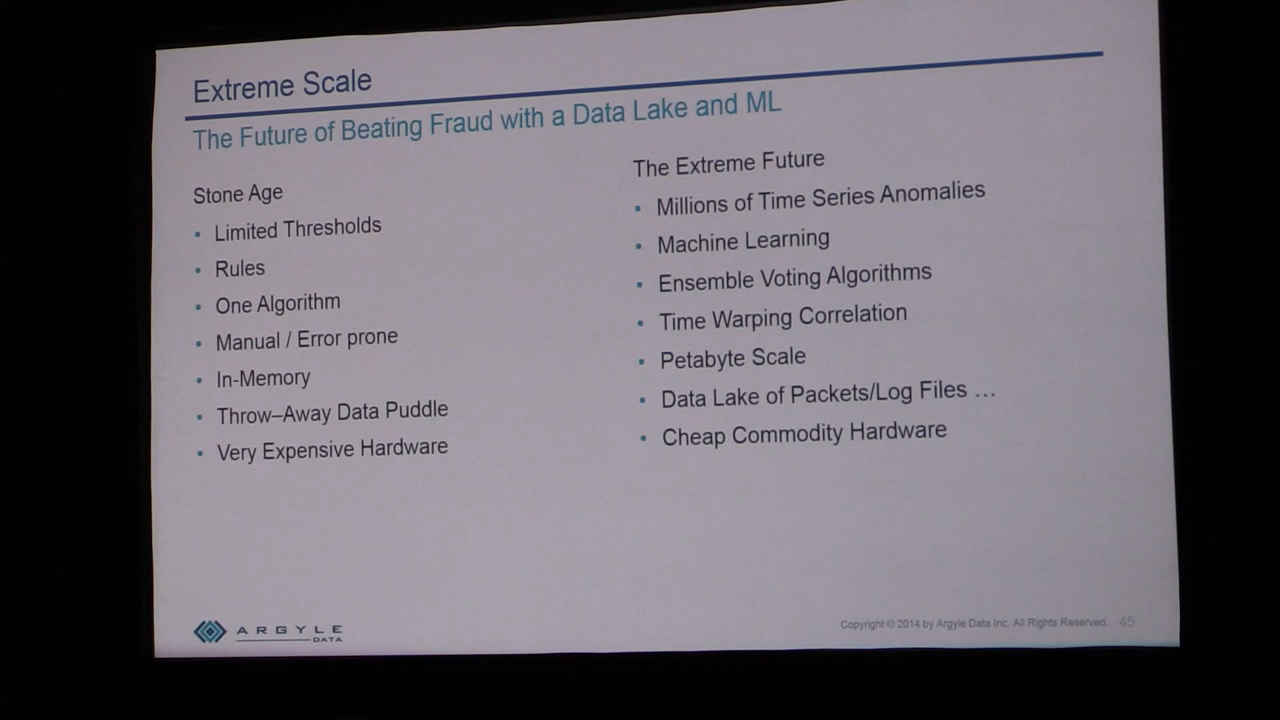 Extreme Scale
The Future of Beating Fraud with a Data Lake and ML
Stone Age
• Limited Thresholds
• Rules
• One Algorithm
• Manual / Error prone
• In-Memory
• Throw–Away Data Puddle
• Very Expensive Hardware
The Extreme Future
• Millions of Time Series Anomalies
• Machine Learning
• Ensemble Voting Algorithms
• Time Warping Correlation
• Petabyte Scale
• Data Lake of Packets/Log Files …
• Cheap Commodity Hardware
ARGYLE
DATA
Copyright © 2014 by Argyle Data Inc. All Rights Reserved. 45